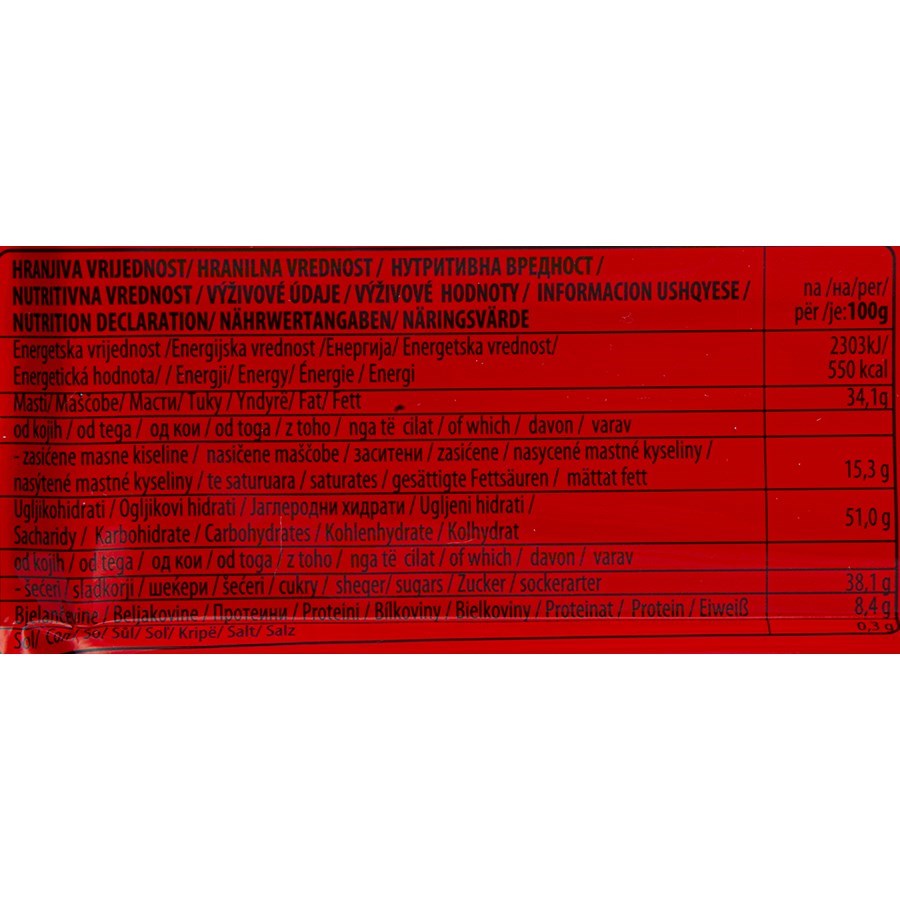 HRANJIVA VRIJEDNOST/ HRANILNA VREDNOST / НУТРИТИВНА ВРЕДНОСТ /
NUTRITIVNA VREDNOST / VÝŽIVOVÉ ÚDAJE / VÝŽIVOVÉ HODNOTY / INFORMACION USHQYESE /
NUTRITION DECLARATION/ NÄHRWERTANGABEN/ NÄRINGSVÄRDE
na /на/per/
për /je:100g
Energetska vrijednost /Energijska vrednost /Енергија/ Energetska vrednost/
Energetická hodnota/ / Energji/ Energy/ Énergie / Energi
2303kJ/
550 kcal
Masti/ Maščobe/ Масти/ Tuky / Yndyrë/ Fat/ Fett
34,1g
od kojih / od tega / од кои / od toga / z toho / nga të cilat / of which / davon / varav
- zasićene masne kiseline / nasičene maščobe / заситени / zasićene / nasycené mastné kyseliny /
nasýtené mastné kyseliny / te saturuara / saturates / gesättigte Fettsäuren / mättat fett
15,3 g
Ugljikohidrati / Ogljikovi hidrati / Јаглеродни хидрати / Ugljeni hidrati /
Sacharidy / Karbohidrate / Carbohydrates / Kohlenhydrate / Kolhydrat
51,0 g
od kojih / od tega / од кои / od toga / z toho / nga të cilat / of which / davon / varav
- šećeri / sladkorji / шеќери / šećeri / cukry / sheger/ sugars / Zucker / sockerarter
38,1 g
Bjelančevine / Beljakovine / Протеини / Proteini / Bílkoviny / Bielkoviny / Proteinat / Protein / Eiweiß
8,4 g
Sol/ So/ Sůl/ Soľ/ Kripë/ Salt/ Salz
0,3 g